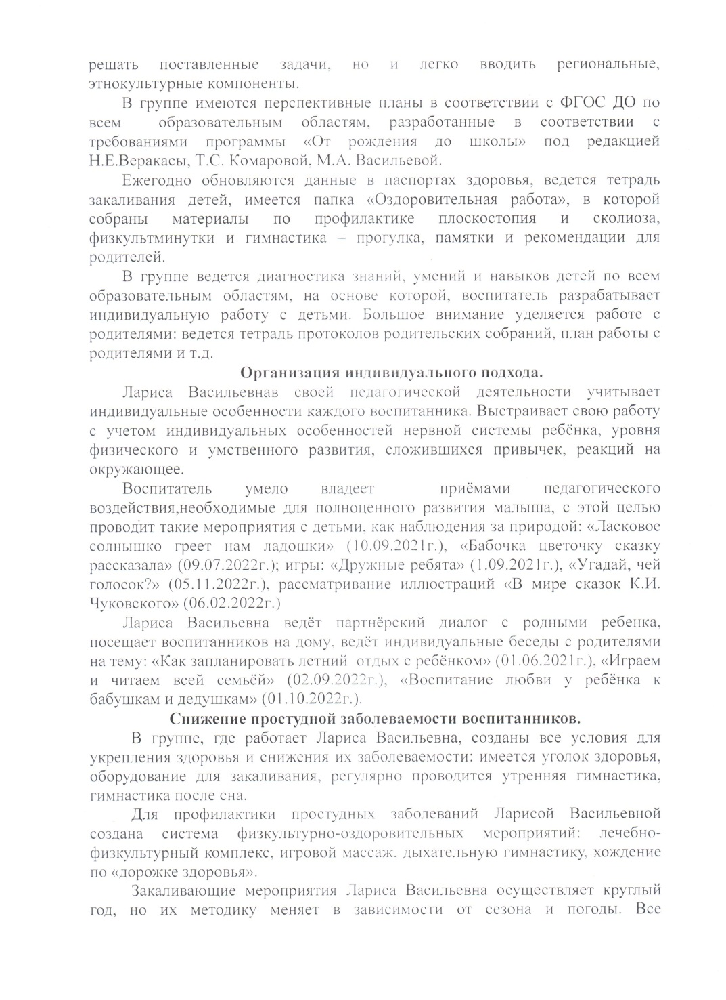 решать поставленные задачи, но и легко вводить региональные,
этнокультурные компоненты.
В группе имеются перспективные планы в соответствии с ФГОС ДО по
всем образовательным областям, разработанные в соответствии с
требованиями программы «От рождения до школы» под редакцией
Н.Е.Веракасы, Т.С. Комаровой, М.А. Васильевой.
Ежегодно обновляются данные в паспортах здоровья, ведется тетрадь
закаливания детей, имеется папка «Оздоровительная работа», в которой
собраны материалы по профилактике плоскостопия и сколиоза,
физкультминутки и гимнастика – прогулка, памятки и рекомендации для
родителей.
В группе ведется диагностика знаний, умений и навыков детей по всем
образовательным областям, на основе которой, воспитатель разрабатывает
индивидуальную работу с детьми. Большое внимание уделяется работе с
родителями: ведется тетрадь протоколов родительских собраний, план работы с
родителями и т.д.
Организация индивидуального подхода.
Лариса Васильевнав своей педагогической деятельности учитывает
индивидуальные особенности каждого воспитанника. Выстраивает свою работу
с учетом индивидуальных особенностей нервной системы ребёнка, уровня
физического и умственного развития, сложившихся привычек, реакций на
окружающее.
Воспитатель умело владеет приёмами педагогического
воздействия,необходимые для полноценного развития малыша, с этой целью
проводит такие мероприятия с детьми, как наблюдения за природой: «Ласковое
солнышко греет нам ладошки» (10.09.2021г.), «Бабочка цветочку сказку
рассказала» (09.07.2022г.); игры: «Дружные ребята» (1.09.2021г.), «Угадай, чей
голосок?» (05.11.2022г.), рассматривание иллюстраций «В мире сказок К.И.
Чуковского» (06.02.2022г.)
Лариса Васильевна ведёт партнёрский диалог с родными ребенка,
посещает воспитанников на дому, ведёт индивидуальные беседы с родителями
на тему: «Как запланировать летний отдых с ребёнком» (01.06.2021г.), «Играем
и читаем всей семьёй» (02.09.2022г.), «Воспитание любви у ребёнка к
бабушкам и дедушкам» (01.10.2022г.).
Снижение простудной заболеваемости воспитанников.
В группе, где работает Лариса Васильевна, созданы все условия для
укрепления здоровья и снижения их заболеваемости: имеется уголок здоровья,
оборудование для закаливания, регулярно проводится утренняя гимнастика,
гимнастика после сна.
Для профилактики простудных заболеваний Ларисой Васильевной
создана система физкультурно-оздоровительных мероприятий: лечебно-
физкультурный комплекс, игровой массаж, дыхательную гимнастику, хождение
по «дорожке здоровья».
Закаливающие мероприятия Лариса Васильевна осуществляет круглый
год, но их методику меняет в зависимости от сезона и погоды. Все